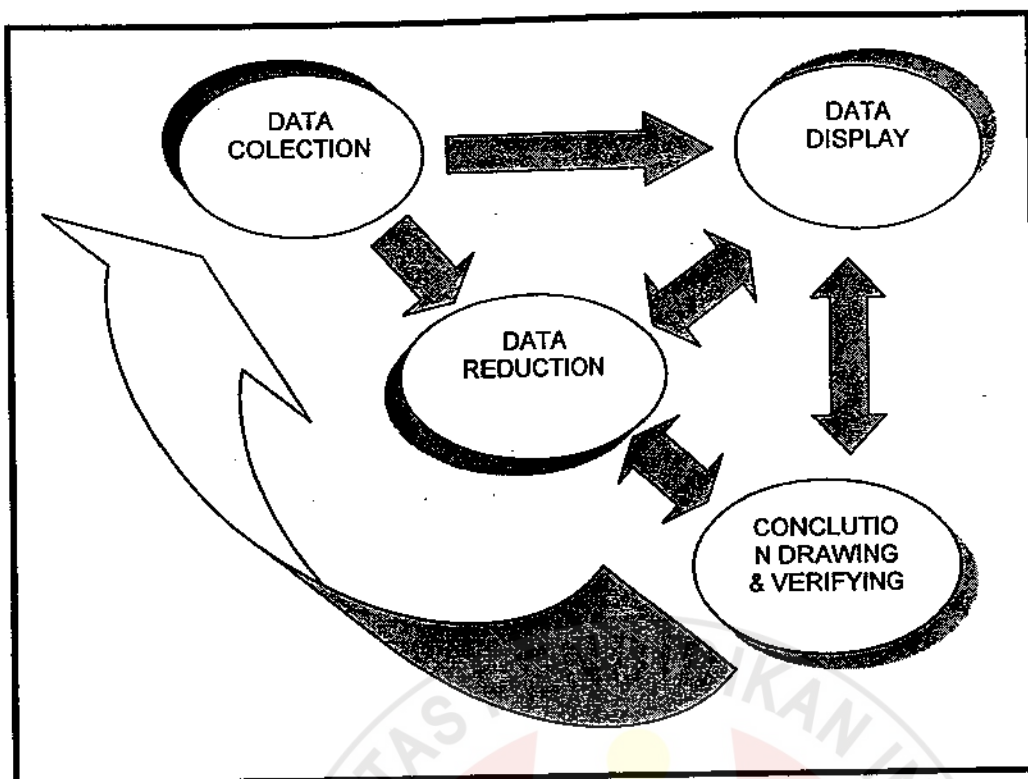 DATA
COLECTION
DATA
DISPLAY
DATA
REDUCTION
CONCLUTIO
N DRAWING
& VERIFYING